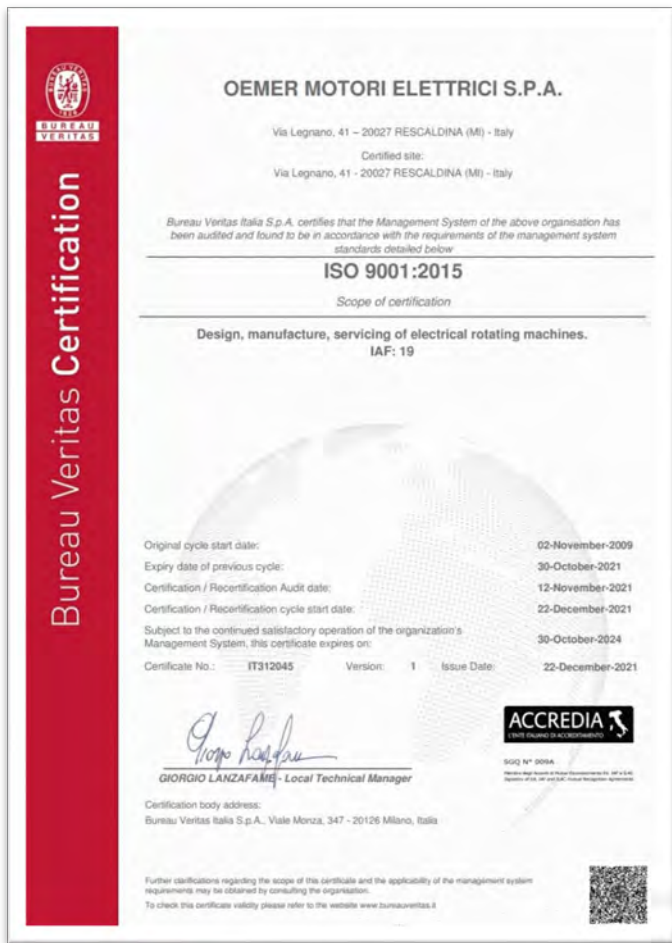 BUREAU
VERITAS
Bureau Veritas Certification
OEMER MOTORI ELETTRICI S.P.A.
Via Legnano, 41 – 20027 RESCALDINA (MI) - Italy
Certified site:
Via Legnano, 41 - 20027 RESCALDINA (MI) - Italy
Bureau Veritas Italia S.p.A. certifies that the Management System of the above organisation has
been audited and found to be in accordance with the requirements of the management system
standards detailed below
ISO 9001:2015
Scope of certification
Design, manufacture, servicing of electrical rotating machines.
IAF: 19
Original cycle start date: 02-November-2009
Expiry date of previous cycle: 30-October-2021
Certification / Recertification Audit date: 12-November-2021
Certification / Recertification cycle start date: 22-December-2021
Subject to the continued satisfactory operation of the organization's
Management System, this certificate expires on: 30-October-2024
Certificate No.: IT312045 Version: 1 Issue Date: 22-December-2021
ACCREDIA
L'ENTE ITALIANO DI ACCREDITAMENTO
SGQ N° 009A
GIORGIO LANZAFAME - Local Technical Manager
Certification body address:
Bureau Veritas Italia S.p.A., Viale Monza, 347 - 20126 Milano, Italia
Further clarifications regarding the scope of this certificate and the applicability of the management system
requirements may be obtained by consulting the organisation.
To check this certificate validity please refer to the website www.bureauveritas.it